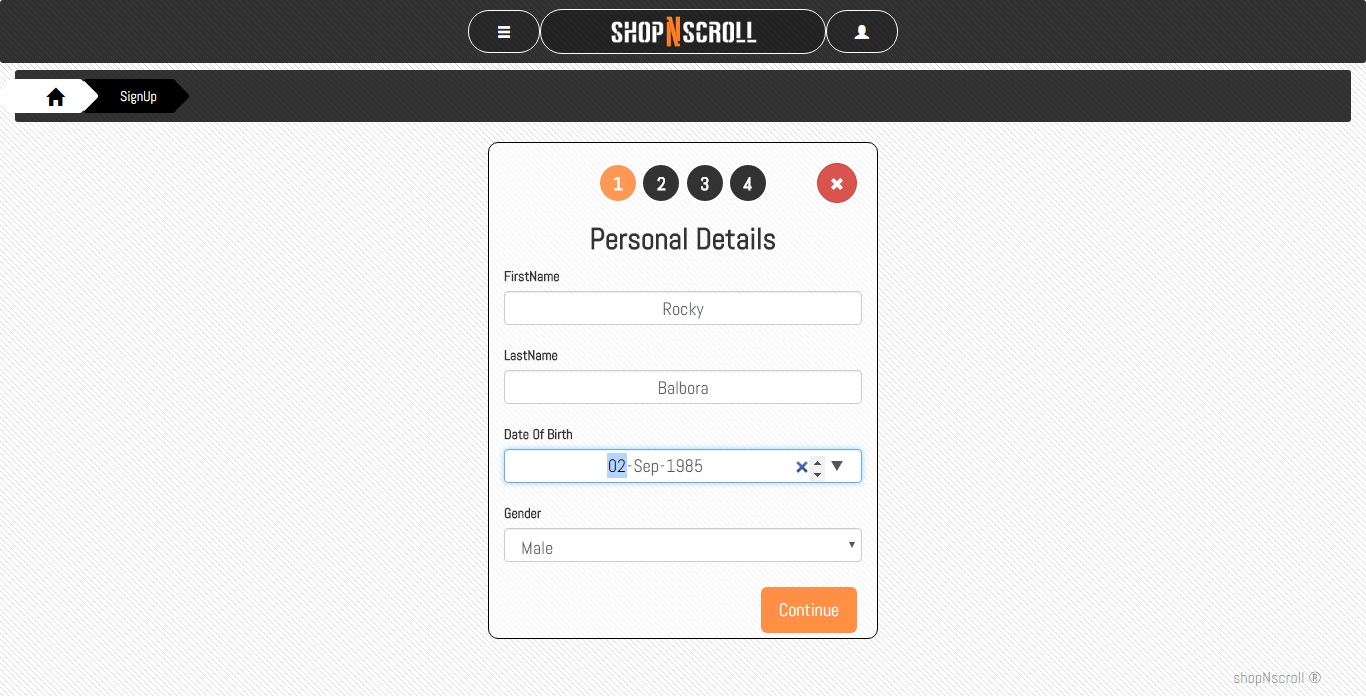 SHOPNSCROLL
SignUp
1 2 3 4
Personal Details
FirstName
Rocky
LastName
Balbora
Date Of Birth
02-Sep-1985
Gender
Male
Continue
shopNscroll ®